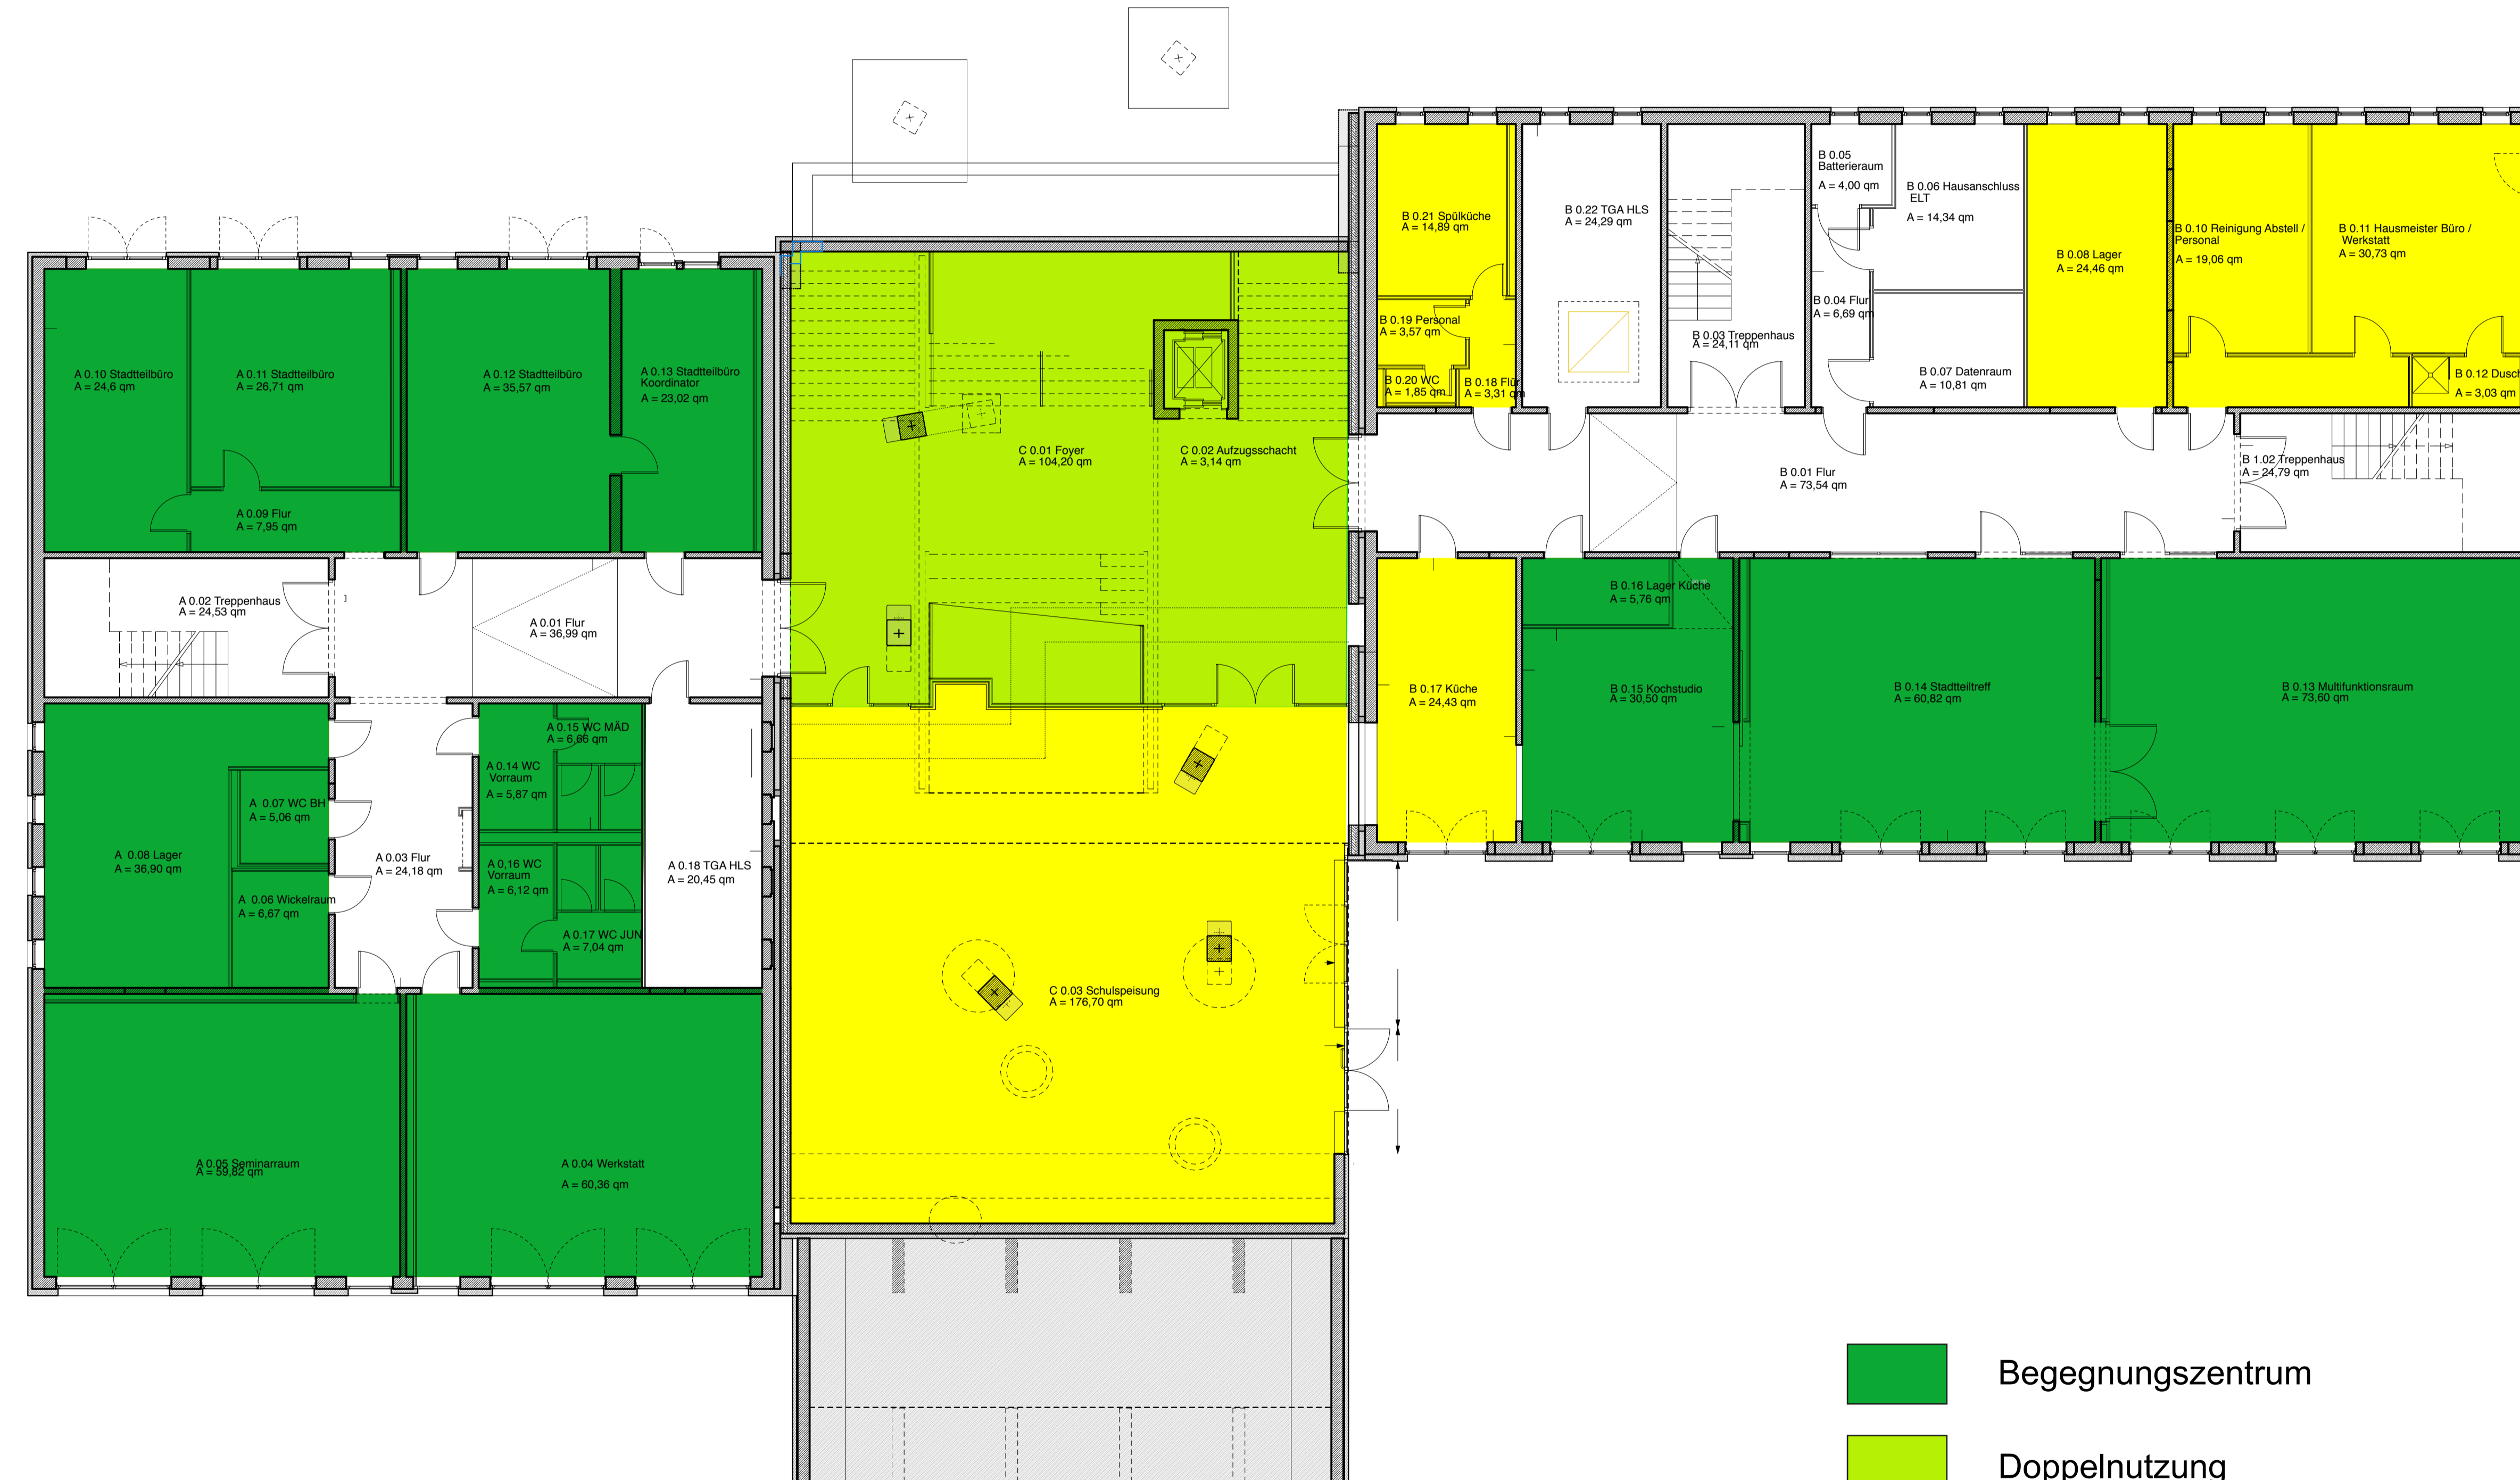 B 0.05
Batterieraum
A = 4,00 qm
B 0.06 Hausanschluss
ELT
A = 14,34 qm
B 0.21 Spülküche
A = 14,89 qm
B 0.22 TGA HLS
A = 24,29 qm
B 0.08 Lager
A = 24,46 qm
B 0.10 Reinigung Abstell /
Personal
A = 19,06 qm
B 0.11 Hausmeister Büro /
Werkstatt
A = 30,73 qm
B 0.04 Flur
A = 6,69 qm
B 0.19 Personal
A = 3,57 qm
B 0.03 Treppenhaus
A = 24,11 qm
B 0.07 Datenraum
A = 10,81 qm
B 0.20 WC
A = 1,85 qm
B 0.18 Flur
A = 3,31 qm
B 0.12 Dusch
A = 3,03 qm
A 0.10 Stadtteilbüro
A = 24,6 qm
A 0.11 Stadtteilbüro
A = 26,71 qm
A 0.12 Stadtteilbüro
A = 35,57 qm
A 0.13 Stadtteilbüro
Koordinator
A = 23,02 qm
C 0.01 Foyer
A = 104,20 qm
C 0.02 Aufzugsschacht
A = 3,14 qm
B 0.01 Flur
A = 73,54 qm
B 1.02 Treppenhaus
A = 24,79 qm
A 0.09 Flur
A = 7,95 qm
A 0.02 Treppenhaus
A = 24,53 qm
A 0.01 Flur
A = 36,99 qm
B 0.16 Lager Küche
A = 5,76 qm
B 0.17 Küche
A = 24,43 qm
B 0.15 Kochstudio
A = 30,50 qm
B 0.14 Stadtteiltreff
A = 60,82 qm
B 0.13 Multifunktionsraum
A = 73,60 qm
A 0.15 WC MÄD
A = 6,66 qm
A 0.14 WC
Vorraum
A = 5,87 qm
A 0.07 WC BH
A = 5,06 qm
A 0.08 Lager
A = 36,90 qm
A 0.03 Flur
A = 24,18 qm
A 0,16 WC
Vorraum
A = 6,12 qm
A 0.18 TGA HLS
A = 20,45 qm
A 0.06 Wickelraum
A = 6,67 qm
A 0.17 WC JUN
A = 7,04 qm
C 0.03 Schulspeisung
A = 176,70 qm
A 0.05 Seminarraum
A = 59,82 qm
A 0.04 Werkstatt
A = 60,36 qm
Begegnungszentrum
Doppelnutzung